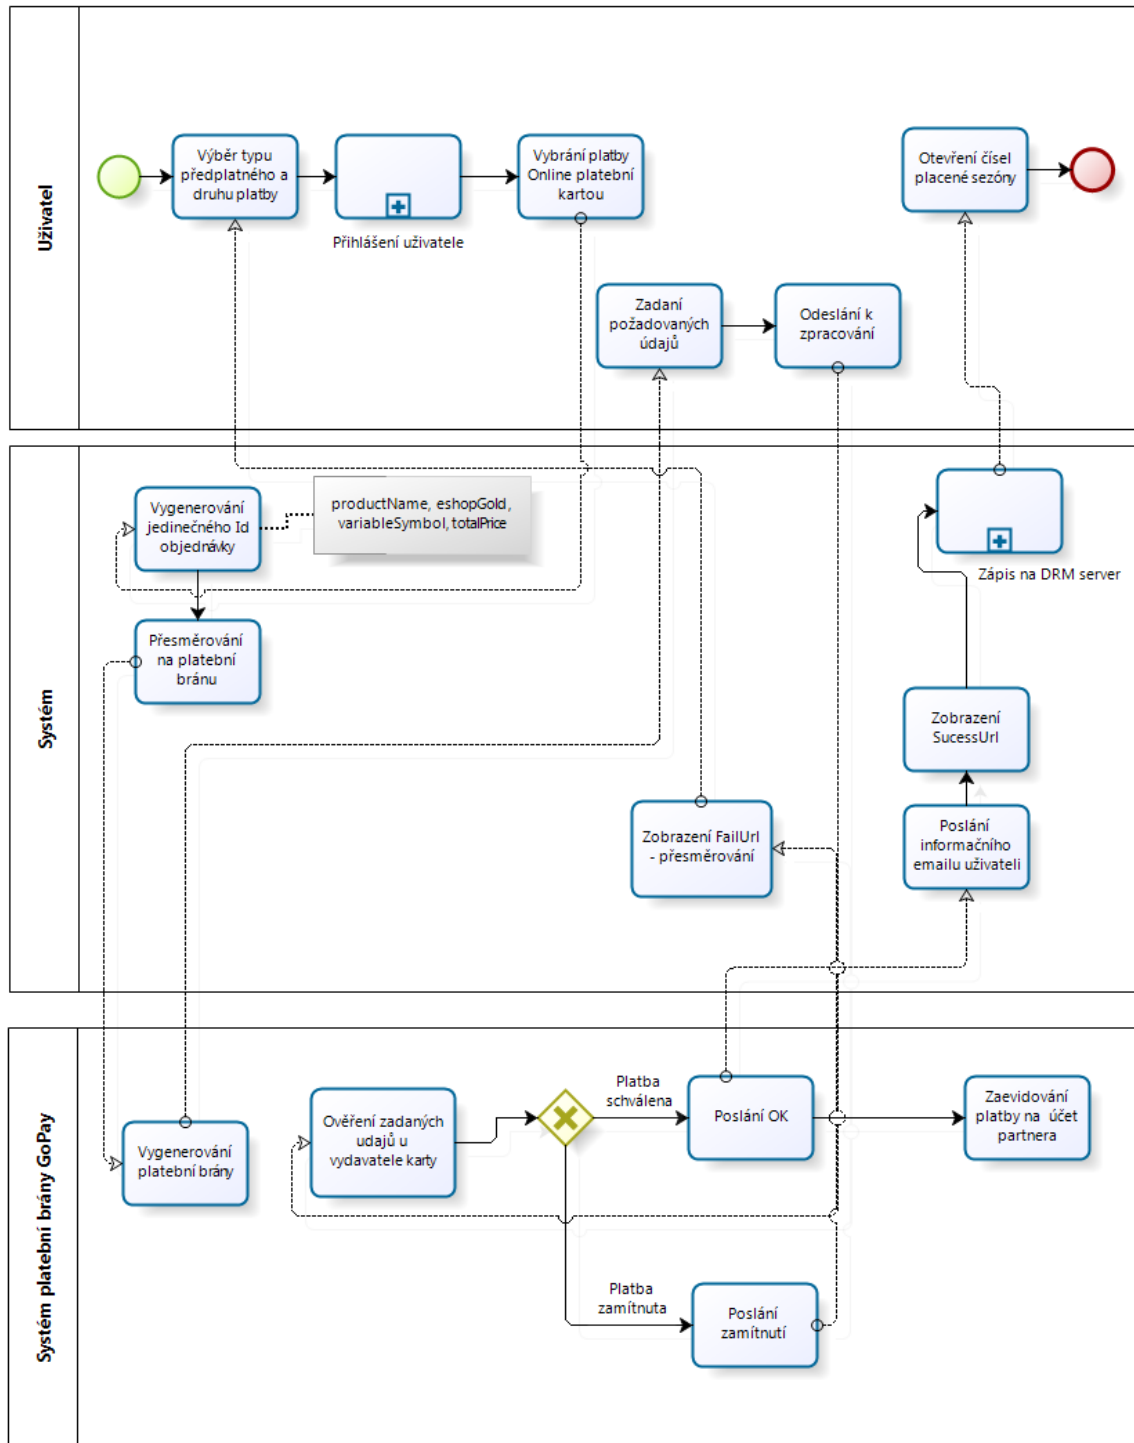 Uživatel
Výběr typu
předplatného a
druhu platby
Přihlášení uživatele
Vybrání platby
Online platební
kartou
Otevření čísel
placené sezóny
Zadaní
požadovaných
údajů
Odeslání k
zpracování
Systém
Vygenerování
jedinečného Id
objednávky
productName, eshopGoId,
variableSymbol, totalPrice
Zápis na DRM server
Přesměrování
na platební
bránu
Zobrazení
SucessUrl
Zobrazení FailUrl
- přesměrování
Poslání
informačního
emailu uživateli
Systém platební brány GoPay
Vygenerování
platební brány
Ověření zadaných
udajů u
vydavatele karty
Platba
schválena
Poslání OK
Zaevidování
platby na účet
partnera
Platba
zamítnuta
Poslání
zamítnutí